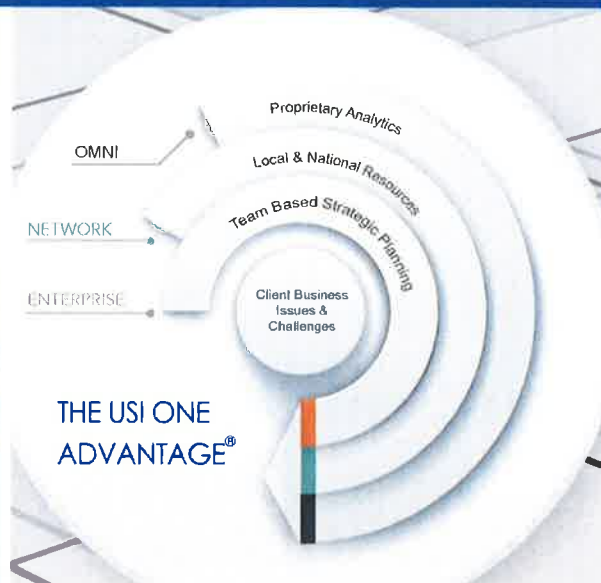 Proprietary Analytics
OMNI
Local & National Resources
Team Based Strategic Planning
NETWORK
ENTERPRISE
Client Business
Issues &
Challenges
THE USI ONE
ADVANTAGE®